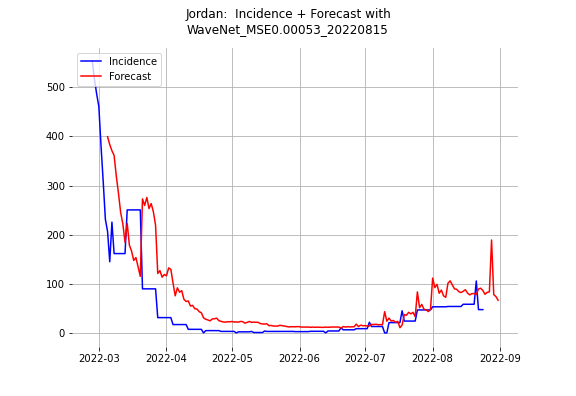 Jordan:  Incidence + Forecast with
WaveNet_MSE0.00053_20220815
Incidence
Forecast
500
400
300
200
100
0
2022-03 2022-04 2022-05 2022-06 2022-07 2022-08 2022-09